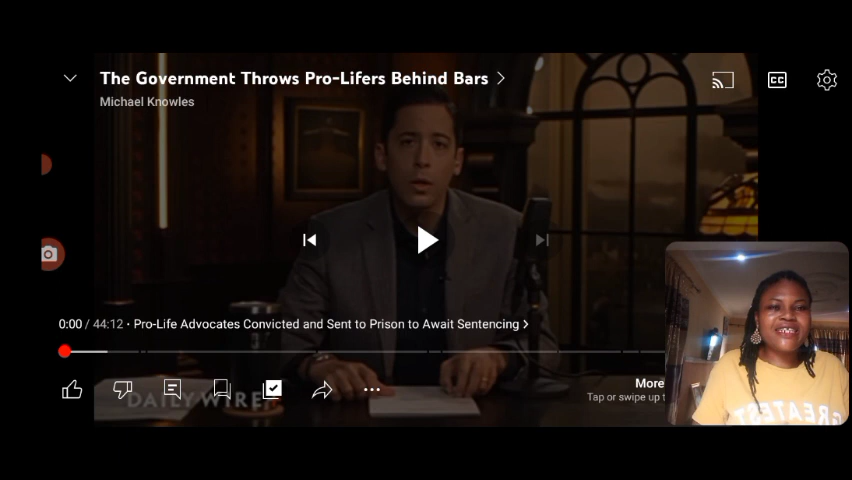 The Government Throws Pro-Lifers Behind Bars
Michael Knowles
CC
0:00 / 44:12 • Pro-Life Advocates Convicted and Sent to Prison to Await Sentencing
DAILY WIRE
More
Tap or swipe up t
GREATEST